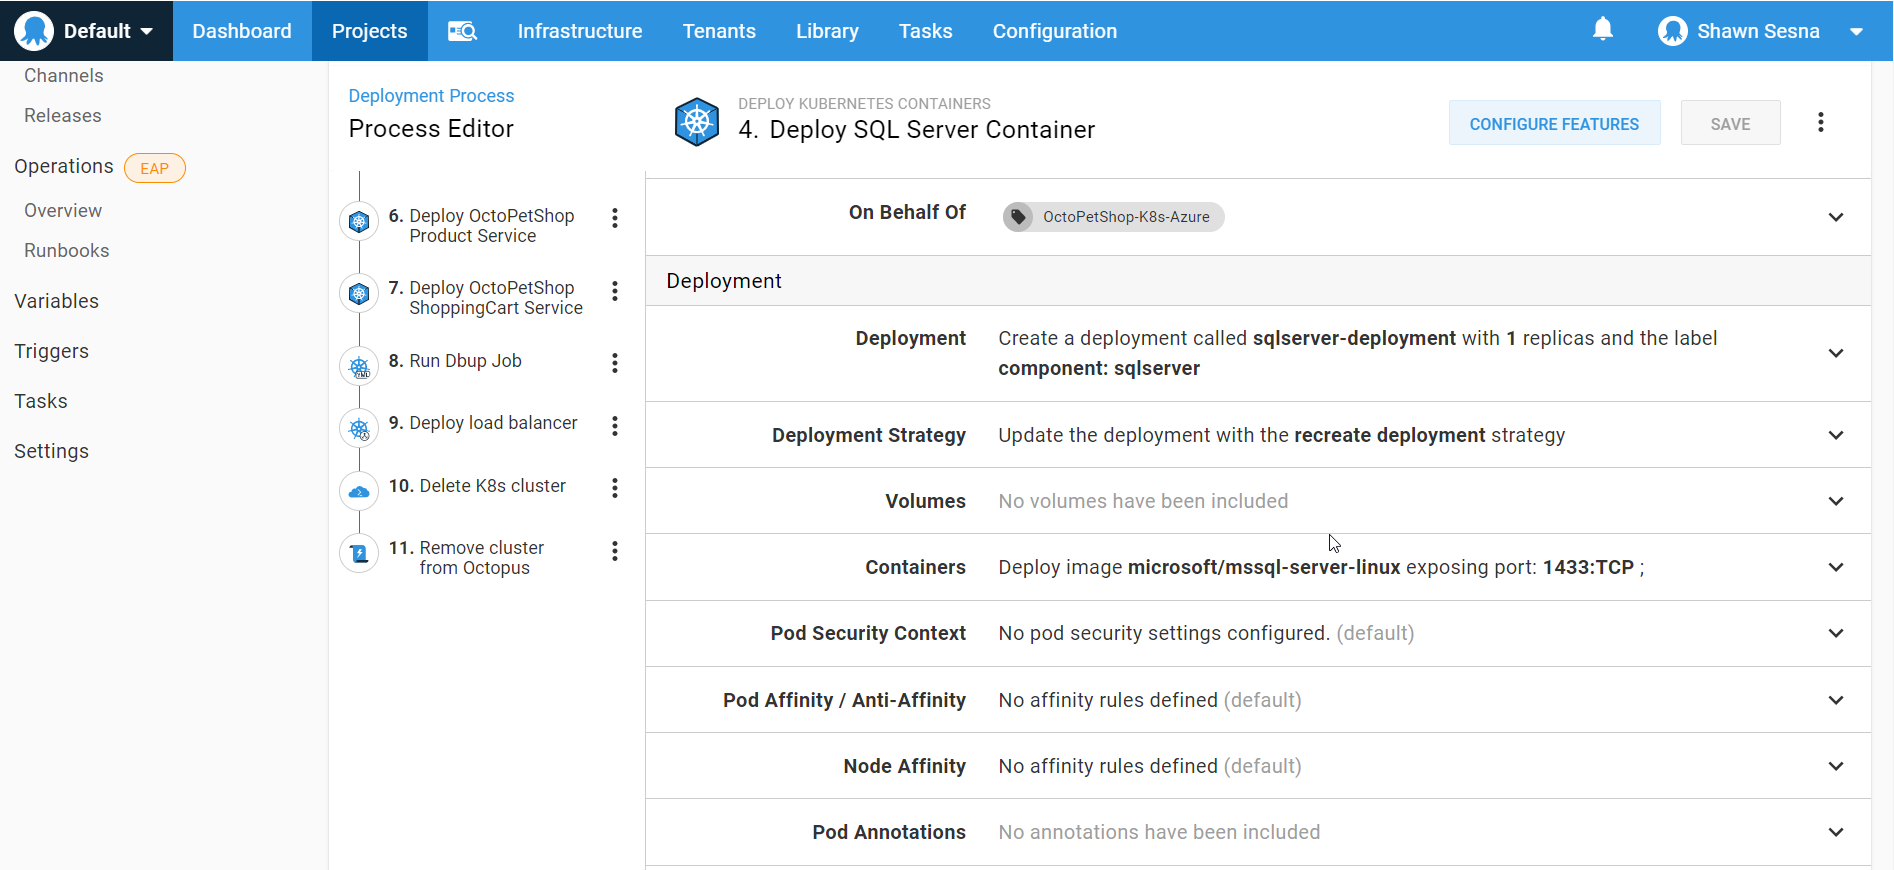 Default
Dashboard
Projects
Infrastructure
Tenants
Library
Tasks
Configuration
Shawn Sesna
Channels
Releases
Operations EAP
Overview
Runbooks
Variables
Triggers
Tasks
Settings
Deployment Process
Process Editor
6. Deploy OctoPetShop
Product Service
7. Deploy OctoPetShop
ShoppingCart Service
8. Run Dbup Job
9. Deploy load balancer
10. Delete K8s cluster
11. Remove cluster
from Octopus
DEPLOY KUBERNETES CONTAINERS
4. Deploy SQL Server Container
CONFIGURE FEATURES
SAVE
On Behalf Of
OctoPetShop-K8s-Azure
Deployment
Deployment
Create a deployment called sqlserver-deployment with 1 replicas and the label
component: sqlserver
Deployment Strategy
Update the deployment with the recreate deployment strategy
Volumes
No volumes have been included
Containers
Deploy image microsoft/mssql-server-linux exposing port: 1433:TCP ;
Pod Security Context
No pod security settings configured. (default)
Pod Affinity / Anti-Affinity
No affinity rules defined (default)
Node Affinity
No affinity rules defined (default)
Pod Annotations
No annotations have been included